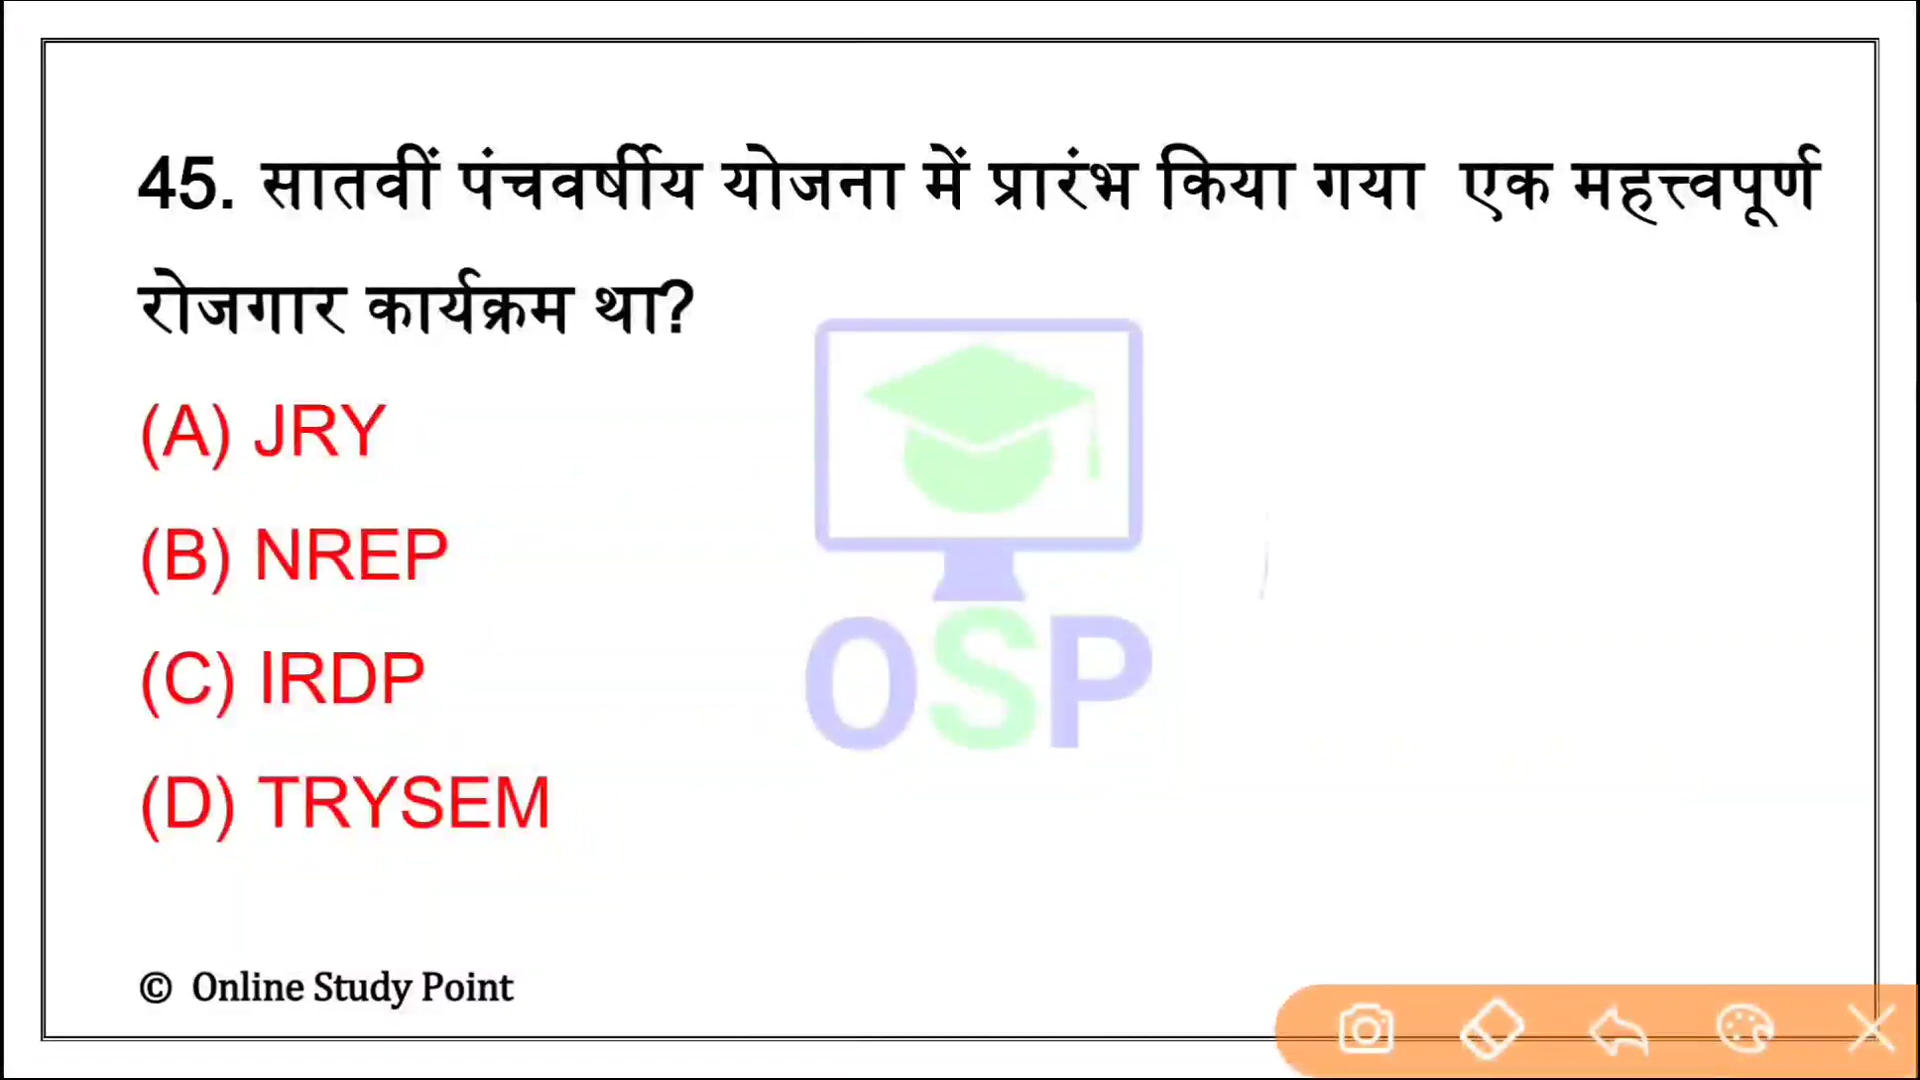 45. सातवीं पंचवर्षीय योजना में प्रारंभ किया गया एक महत्त्वपूर्ण
रोजगार कार्यक्रम था?
(A) JRY
(B) NREP
(C) IRDP
(D) TRYSEM
OSP
© Online Study Point